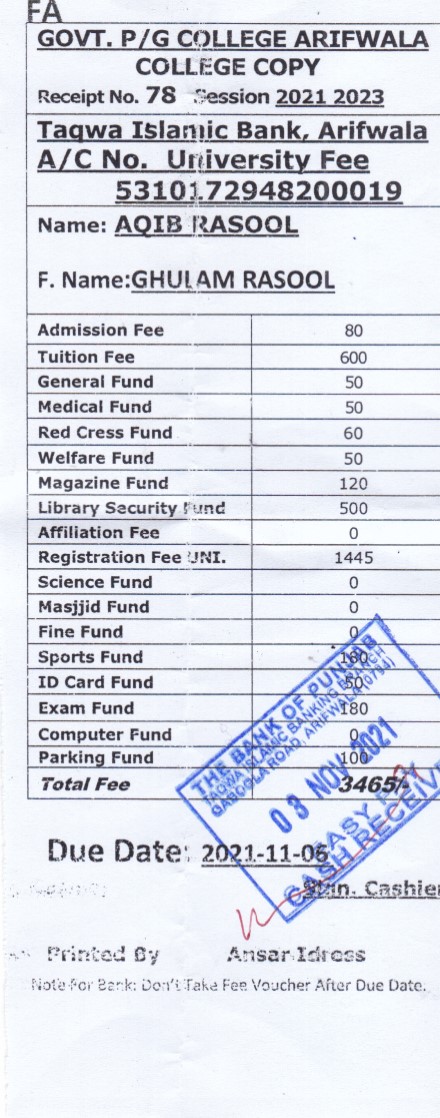 FA
GOVT. P/G COLLEGE ARIFWALA
COLLEGE COPY
Receipt No. 78 Session 2021 2023
Taqwa Islamic Bank, Arifwala
A/C No. University Fee
5310172948200019
Name: AQIB RASOOL
F. Name:GHULAM RASOOL
Admission Fee 80
Tuition Fee 600
General Fund 50
Medical Fund 50
Red Cress Fund 60
Welfare Fund 50
Magazine Fund 120
Library Security Fund 500
Affiliation Fee 0
Registration Fee UNI. 1445
Science Fund 0
Masjjid Fund 0
Fine Fund 0
Sports Fund 180
ID Card Fund 50
Exam Fund 180
Computer Fund 0
Parking Fund 100
Total Fee 3465/-
THE BANK OF PUNJAB
TAQWA ISLAMIC BANKING BRANCH
ROAD, ARIFWALA (0794)
03 NOV 2021
EASY PAY
CASH RECEIVE
Due Date: 2021-11-06
Cashier
Printed By Ansar Idress
Note For Bank: Don't Take Fee Voucher After Due Date.